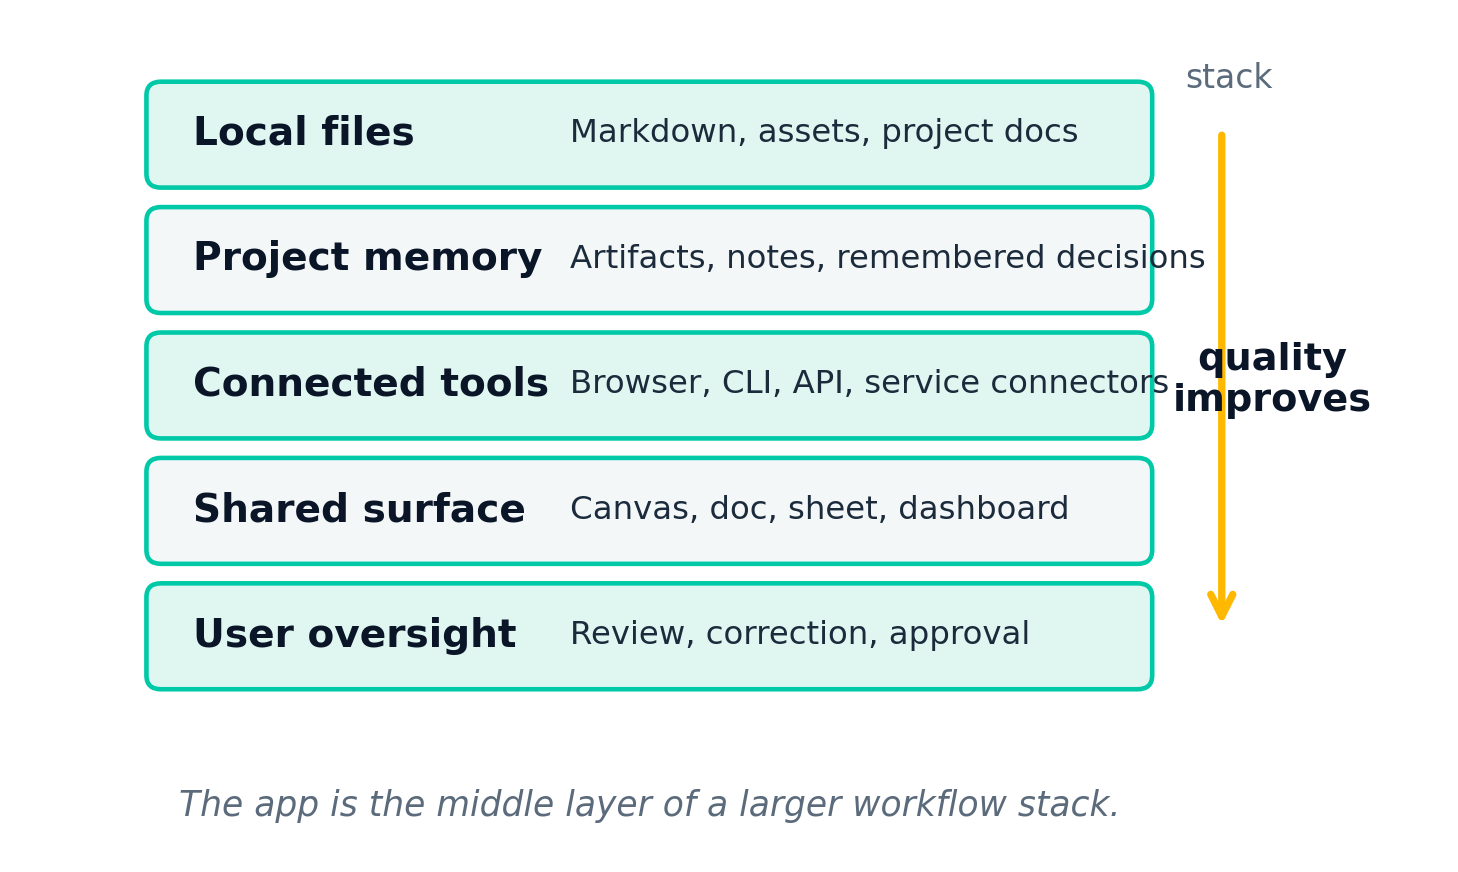 stack
Local files Markdown, assets, project docs
Project memory Artifacts, notes, remembered decisions
quality
improves
Connected tools Browser, CLI, API, service connectors
Shared surface Canvas, doc, sheet, dashboard
User oversight Review, correction, approval
The app is the middle layer of a larger workflow stack.